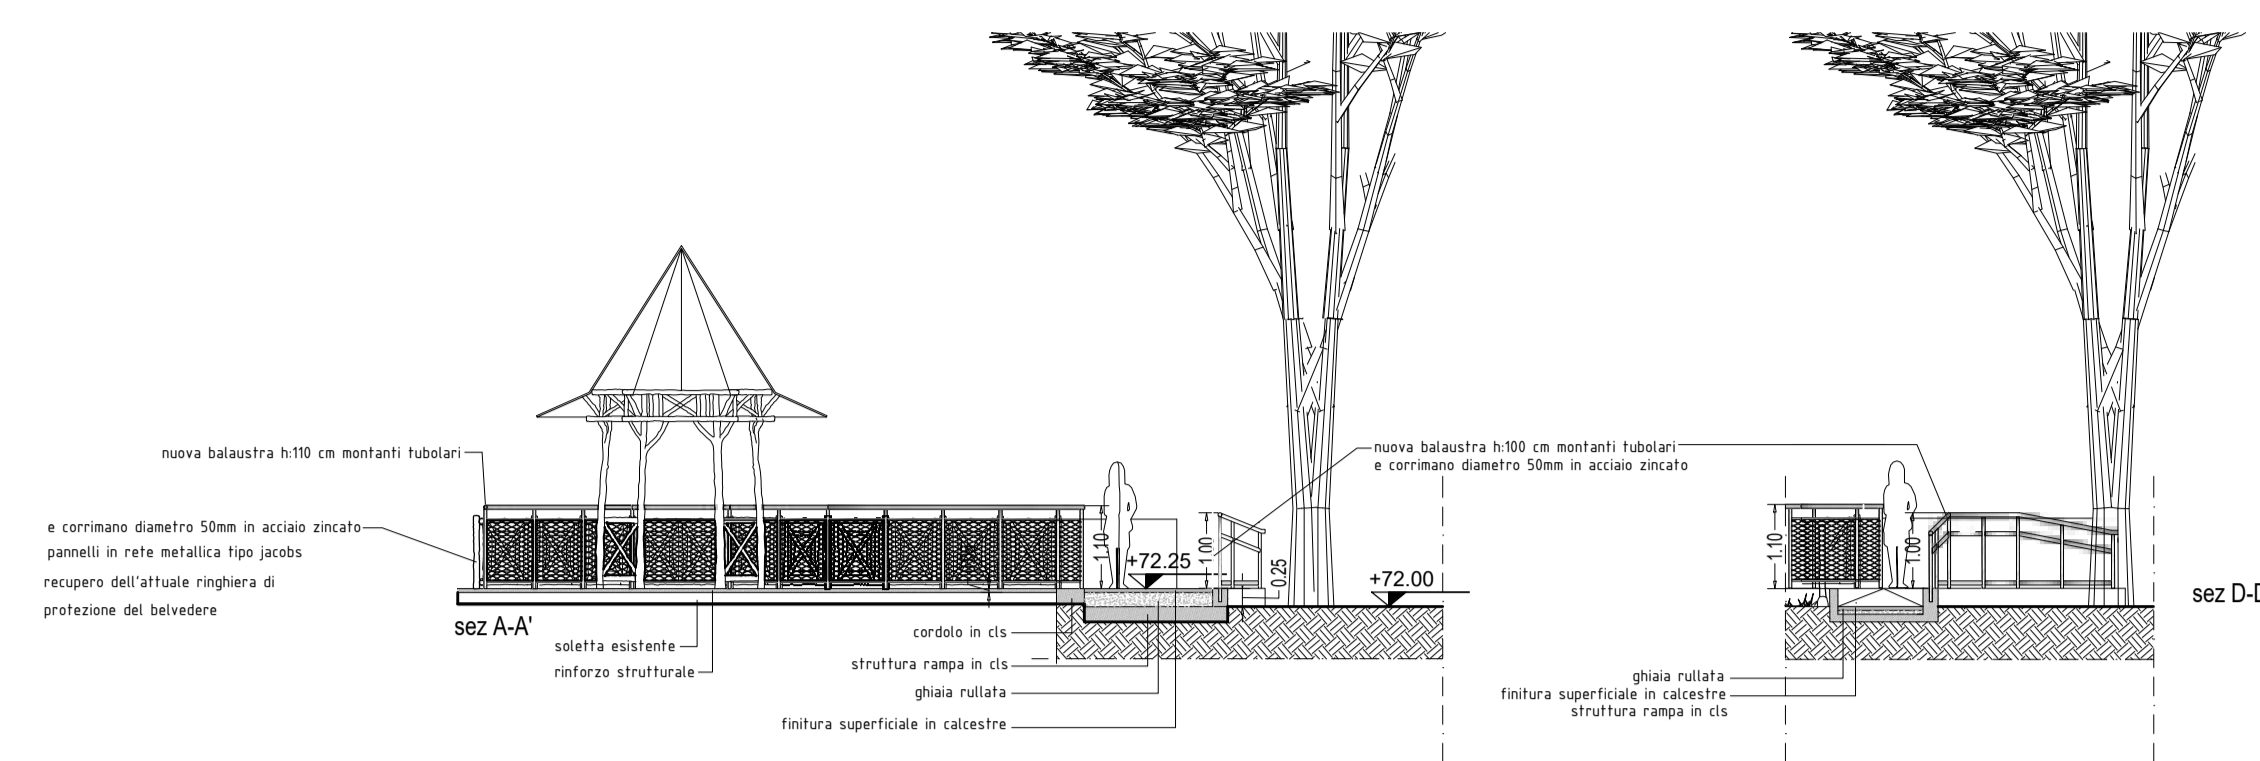 nuova balaustra h:110 cm montanti tubolari
e corrimano diametro 50mm in acciaio zincato
pannelli in rete metallica tipo jacobs
recupero dell'attuale ringhiera di
protezione del belvedere
sez A-A'
soletta esistente
rinforzo strutturale
1.10
+72.25
1.00
0.25
+72.00
cordolo in cls
struttura rampa in cls
ghiaia rullata
finitura superficiale in calcestre
nuova balaustra h:100 cm montanti tubolari
e corrimano diametro 50mm in acciaio zincato
1.10
1.00
sez D-D
ghiaia rullata
finitura superficiale in calcestre
struttura rampa in cls